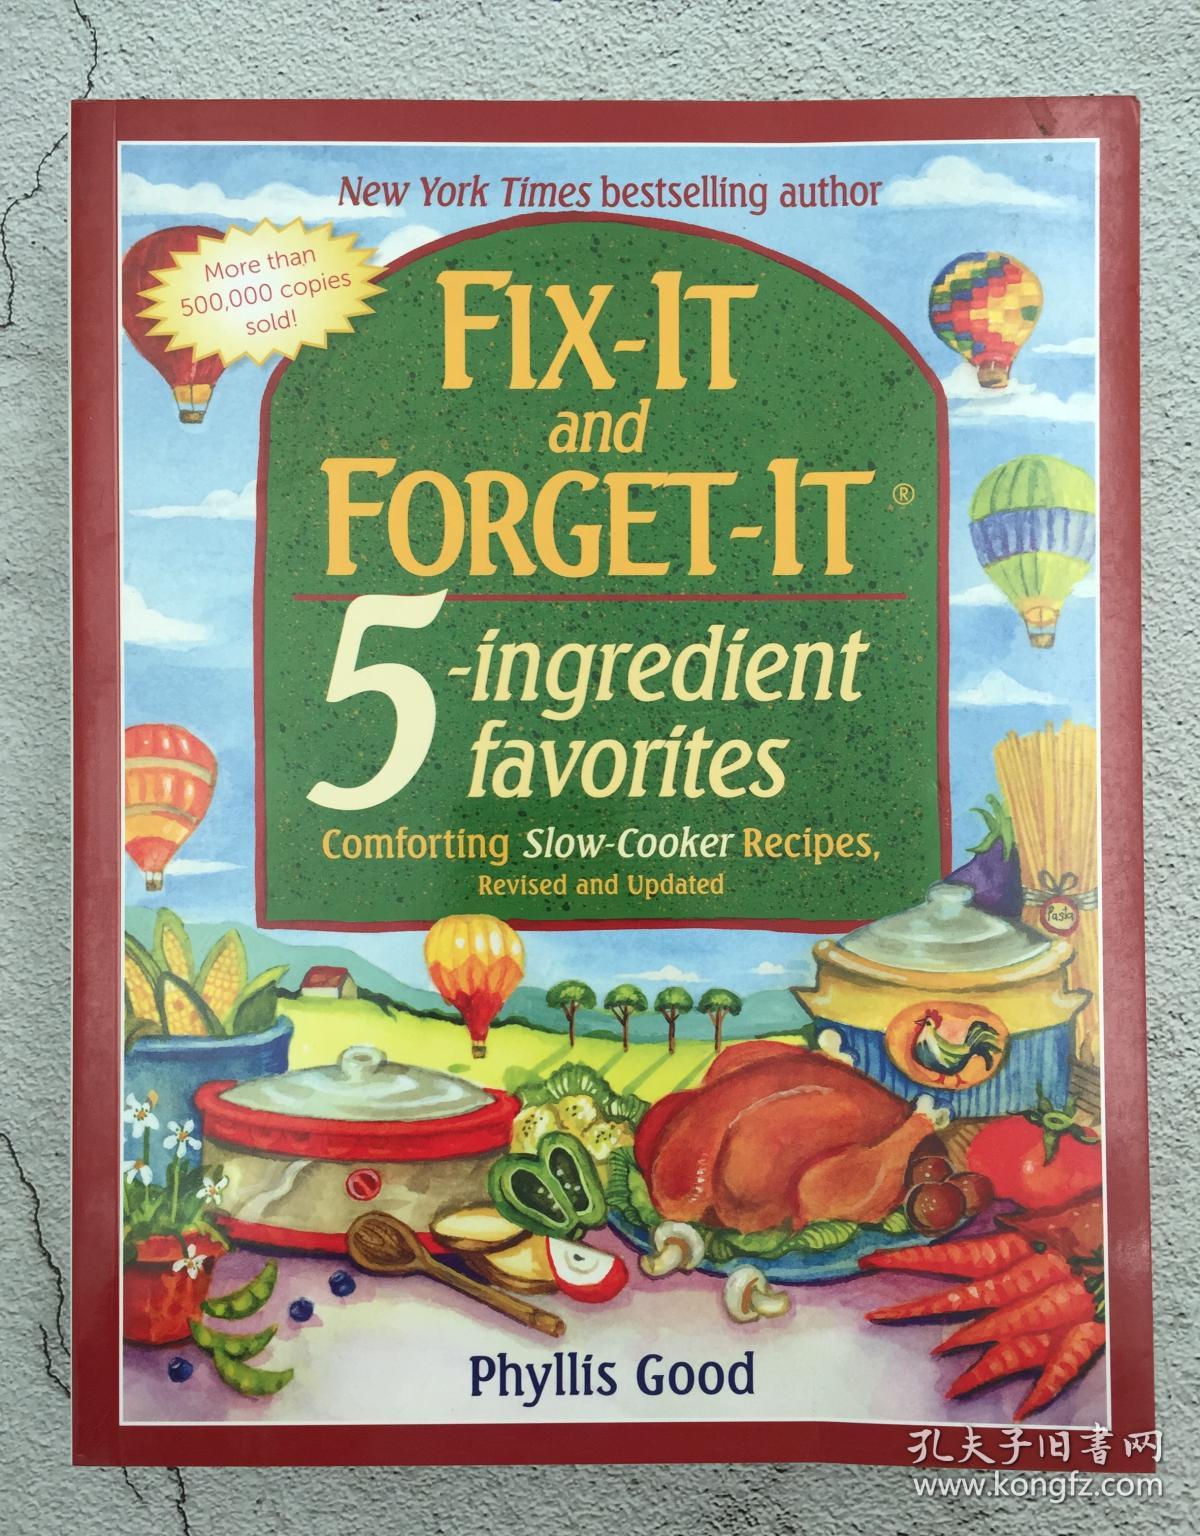 New York Times bestselling author
More than
500,000 copies
sold!
FIX-IT
and
FORGET-IT®
5-ingredient
favorites
Comforting Slow-Cooker Recipes,
Revised and Updated
Pasta
Phyllis Good
孔夫子旧書网
www.kongfz.com